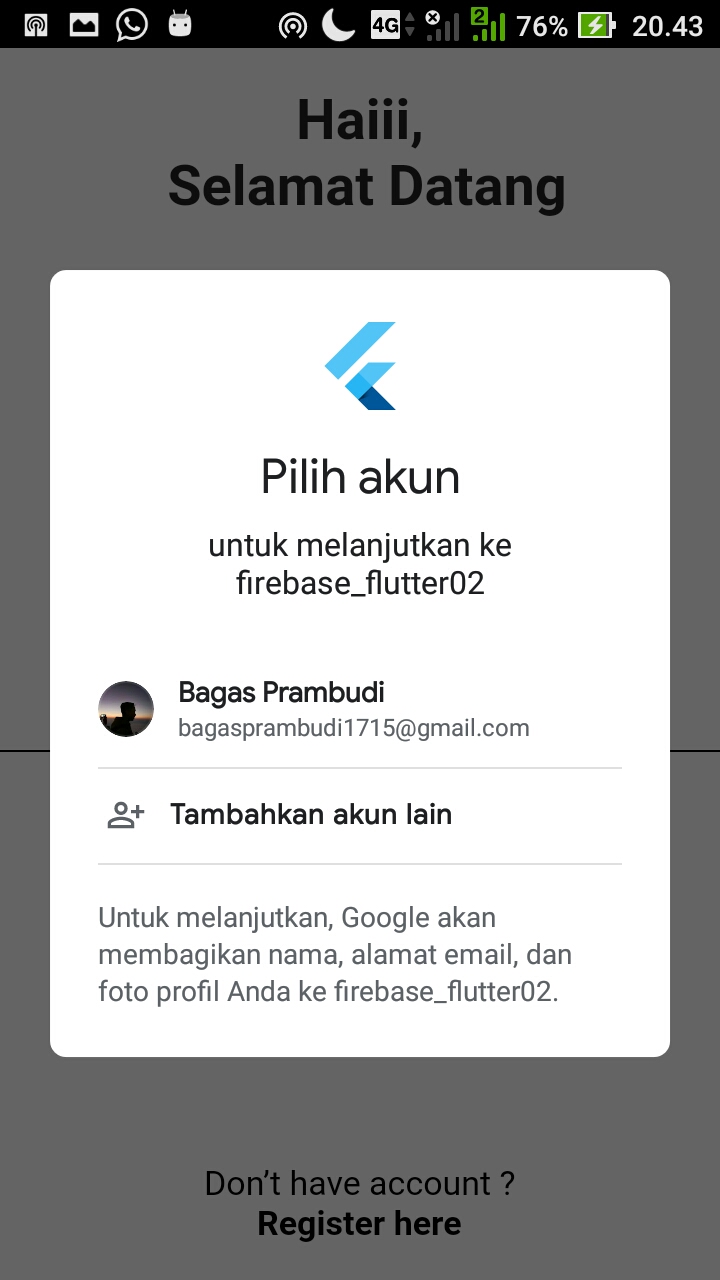 4G
2
76%
20.43
Haiii,
Selamat Datang
Pilih akun
untuk melanjutkan ke
firebase_flutter02
Bagas Prambudi
bagasprambudi1715@gmail.com
Tambahkan akun lain
Untuk melanjutkan, Google akan
membagikan nama, alamat email, dan
foto profil Anda ke firebase_flutter02.
Don’t have account ?
Register here